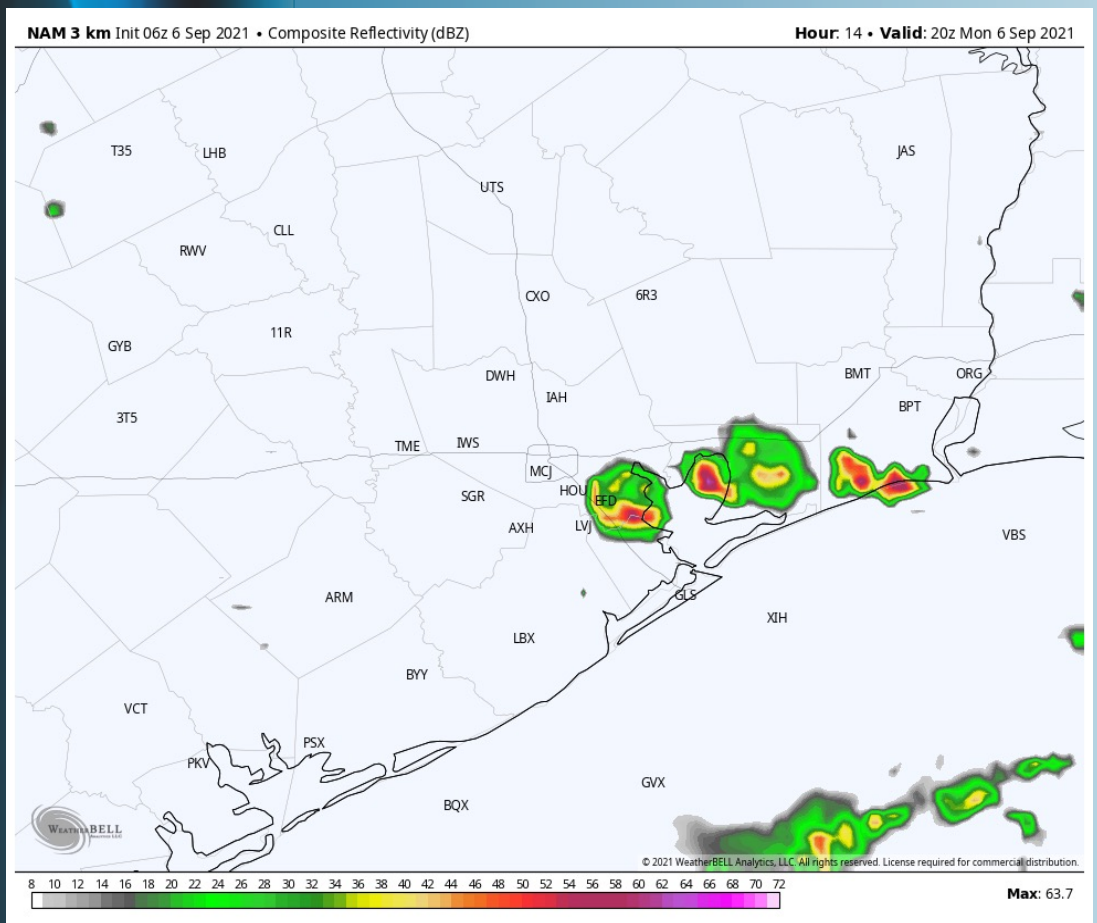 NAM 3 km Init 06z 6 Sep 2021 • Composite Reflectivity (dBZ) Hour: 14 • Valid: 20z Mon 6 Sep 2021
T35 LHB JAS
UTS
CLL
RWV
CXO 6R3
11R
GYB
DWH BMT ORG
IAH
3T5 BPT
TME IWS
MCJ
SGR HOU EFD
AXH LVJ
VBS
ARM GLS
XIH
LBX
BYY
VCT
PSX
PKV
GVX
BQX
WEATHERBELL
© 2021 WeatherBELL Analytics, LLC. All rights reserved. License required for commercial distribution.
8 10 12 14 16 18 20 22 24 26 28 30 32 34 36 38 40 42 44 46 48 50 52 54 56 58 60 62 64 66 68 70 72
Max: 63.7